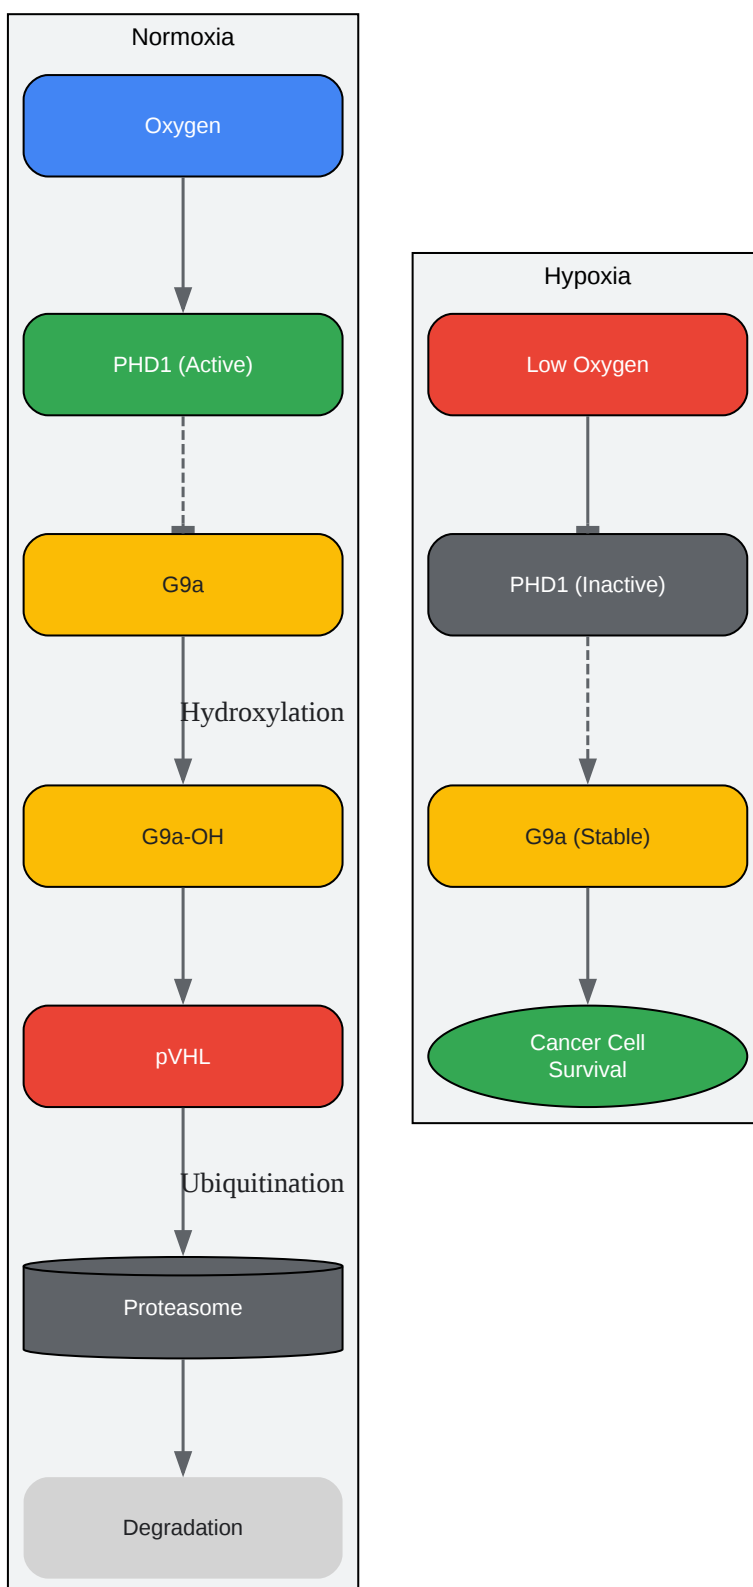 Normoxia
Oxygen
PHD1 (Active)
G9a
Hydroxylation
G9a-OH
pVHL
Ubiquitination
Proteasome
Degradation
Hypoxia
Low Oxygen
PHD1 (Inactive)
G9a (Stable)
Cancer Cell
Survival